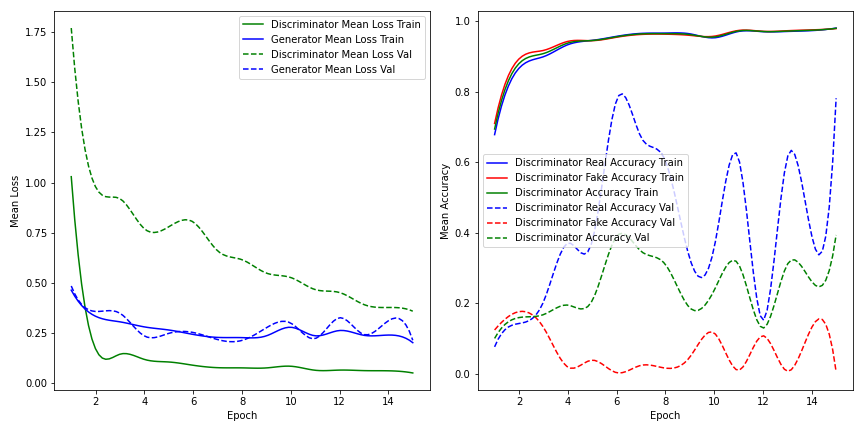 Discriminator Mean Loss Train
Generator Mean Loss Train
Discriminator Mean Loss Val
Generator Mean Loss Val
1.75
1.50
1.25
1.00
0.75
0.50
0.25
0.00
Mean Loss
2 4 6 8 10 12 14
Epoch
1.0
0.8
0.6
0.4
0.2
0.0
Mean Accuracy
Discriminator Real Accuracy Train
Discriminator Fake Accuracy Train
Discriminator Accuracy Train
Discriminator Real Accuracy Val
Discriminator Fake Accuracy Val
Discriminator Accuracy Val
2 4 6 8 10 12 14
Epoch